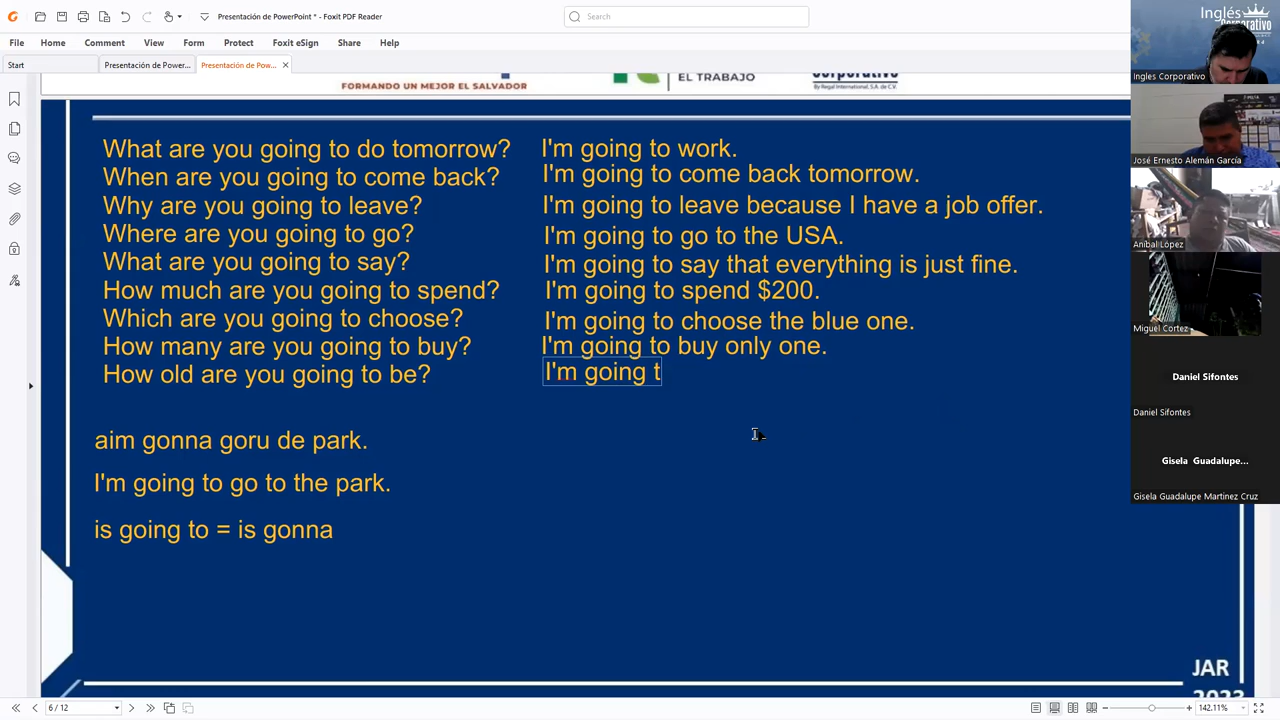 Presentación de PowerPoint * - Foxit PDF Reader
Search
File Home Comment View Form Protect Foxit eSign Share Help
Start
Presentación de Power...
Presentación de Pow...
FORMANDO UN MEJOR EL SALVADOR
EL TRABAJO
Corporativo
By Regal International, S.A. de C.V.
What are you going to do tomorrow? I'm going to work.
When are you going to come back? I'm going to come back tomorrow.
Why are you going to leave? I'm going to leave because I have a job offer.
Where are you going to go? I'm going to go to the USA.
What are you going to say? I'm going to say that everything is just fine.
How much are you going to spend? I'm going to spend $200.
Which are you going to choose? I'm going to choose the blue one.
How many are you going to buy? I'm going to buy only one.
How old are you going to be? I'm going t
aim gonna goru de park.
I'm going to go to the park.
is going to = is gonna
JAR
2023
Inglés
Corporativo
Ingles Corporativo
José Ernesto Alemán García
Aníbal López
Miguel Cortez
Daniel Sifontes
Daniel Sifontes
Gisela Guadalupe...
Gisela Guadalupe Martinez Cruz
6 / 12
142.11%